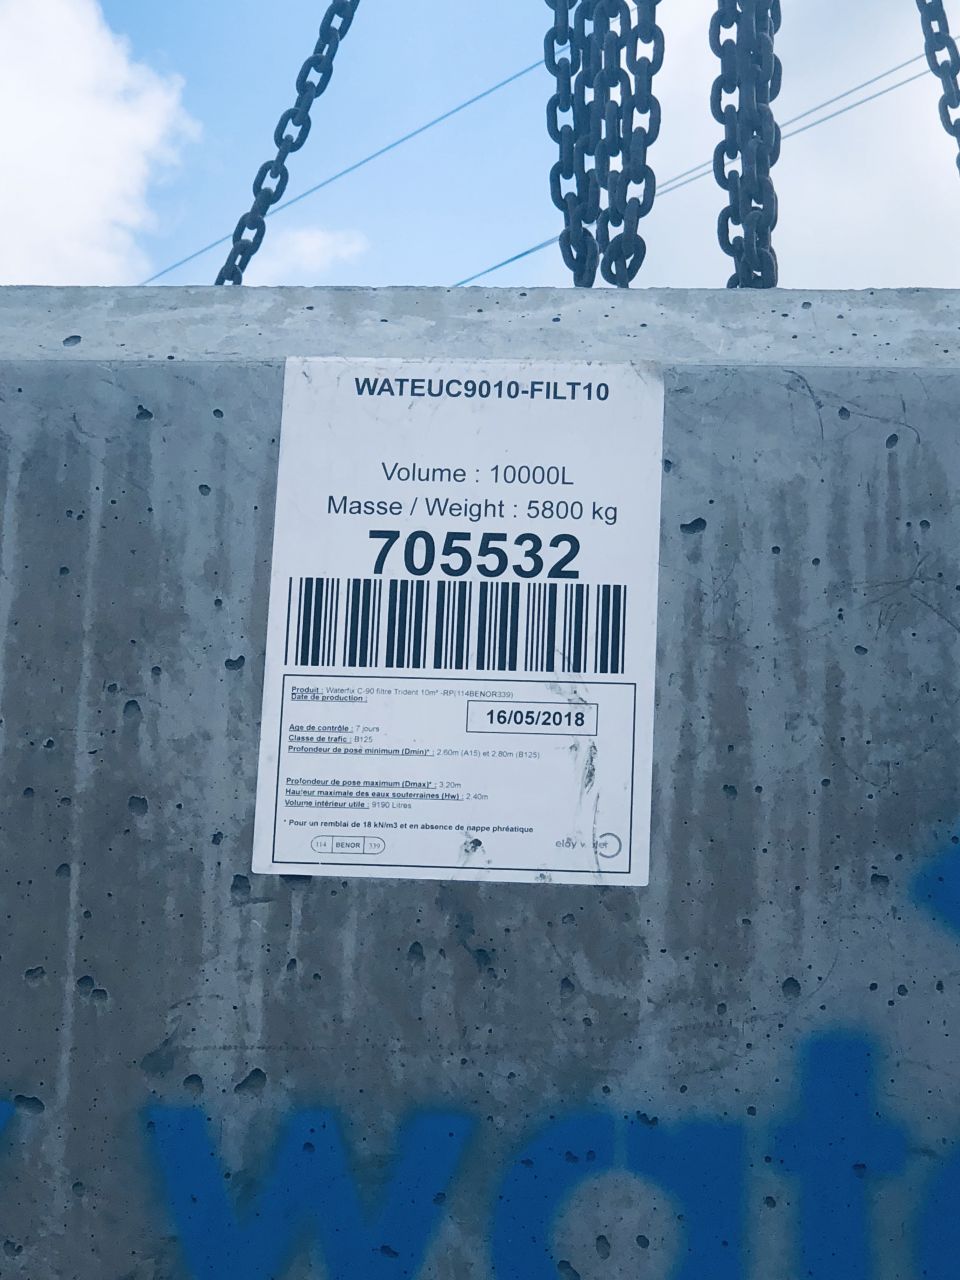 WATEUC9010-FILT10
Volume : 10000L
Masse / Weight : 5800 kg
705532
Produit : Waterfix C-90 filtre Trident 10m³ -RP(114BENOR339)
Date de production :
16/05/2018
Age de contrôle : 7 jours
Classe de trafic : B125
Profondeur de pose minimum (Dmin)* : 2.60m (A15) et 2.80m (B125)
Profondeur de pose maximum (Dmax)* : 3.20m
Hauteur maximale des eaux souterraines (Hw) : 2.40m
Volume intérieur utile : 9190 Litres
* Pour un remblai de 18 kN/m3 et en absence de nappe phréatique
114 BENOR 339
eloy water
wat